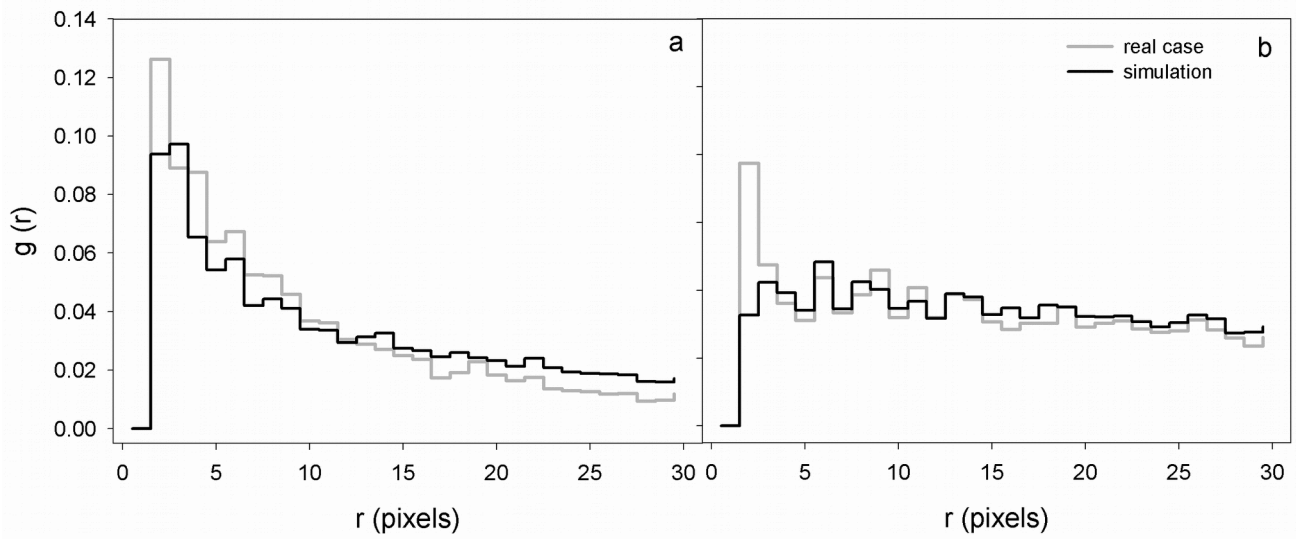 0.14
0.12
0.10
0.08
0.06
0.04
0.02
0.00
g (r)
a
0 5 10 15 20 25 30
r (pixels)
real case
simulation
b
0 5 10 15 20 25 30
r (pixels)